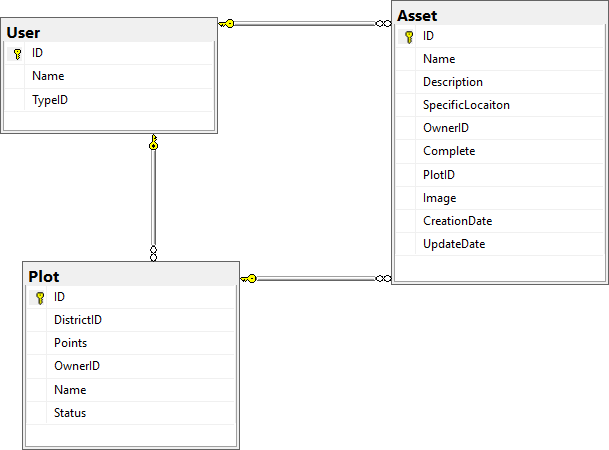 User
ID
Name
TypeID
Asset
ID
Name
Description
SpecificLocaiton
OwnerID
Complete
PlotID
Image
CreationDate
UpdateDate
Plot
ID
DistrictID
Points
OwnerID
Name
Status